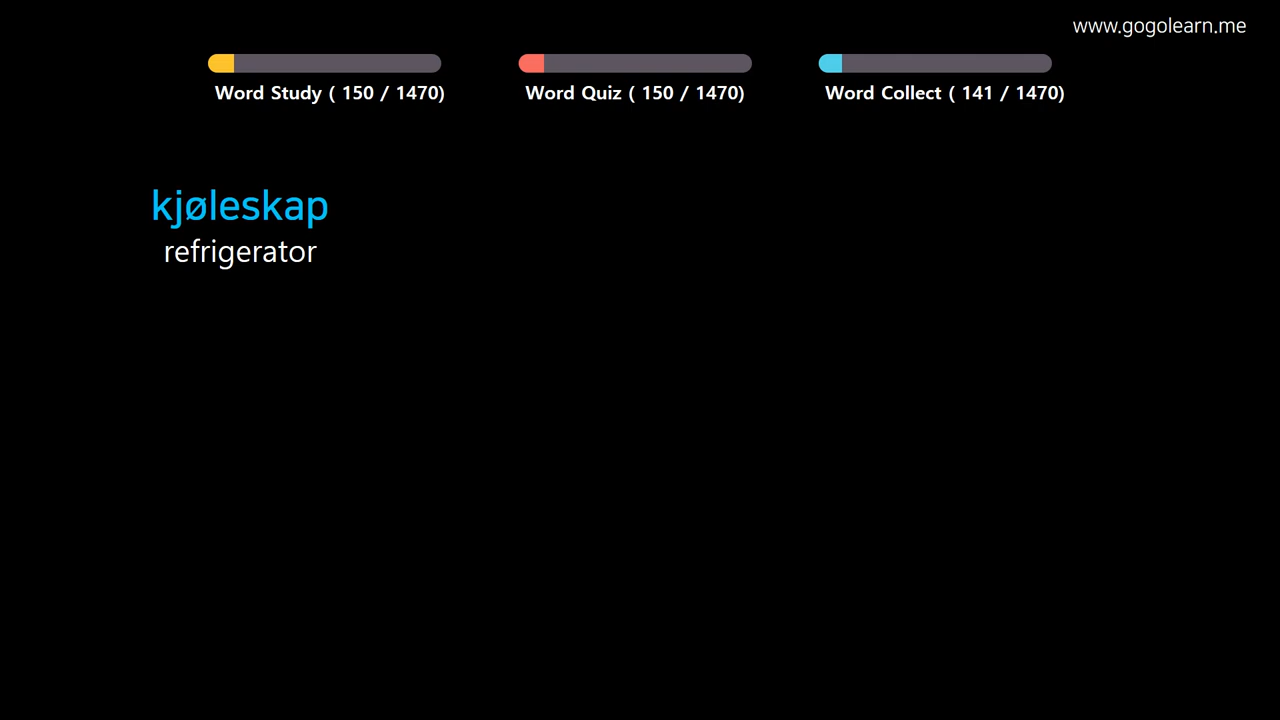 www.gogolearn.me
Word Study ( 150 / 1470)
Word Quiz ( 150 / 1470)
Word Collect ( 141 / 1470)
kjøleskap
refrigerator